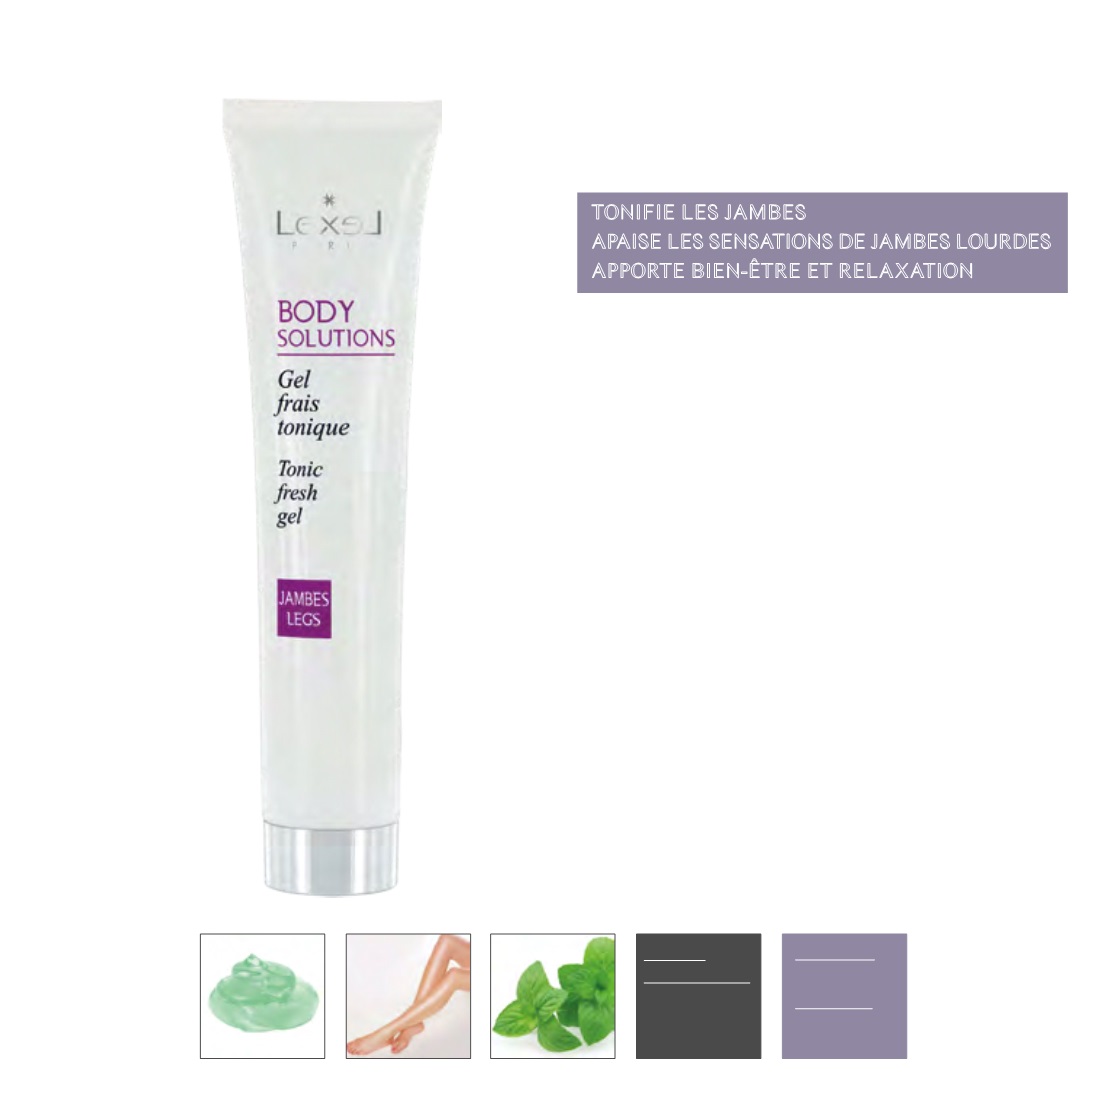 LexeL
BODY
SOLUTIONS
Gel
frais
tonique
Tonic
fresh
gel
JAMBES
LEGS
TONIFIE LES JAMBES
APAISE LES SENSATIONS DE JAMBES LOURDES
APPORTE BIEN-ÊTRE ET RELAXATION